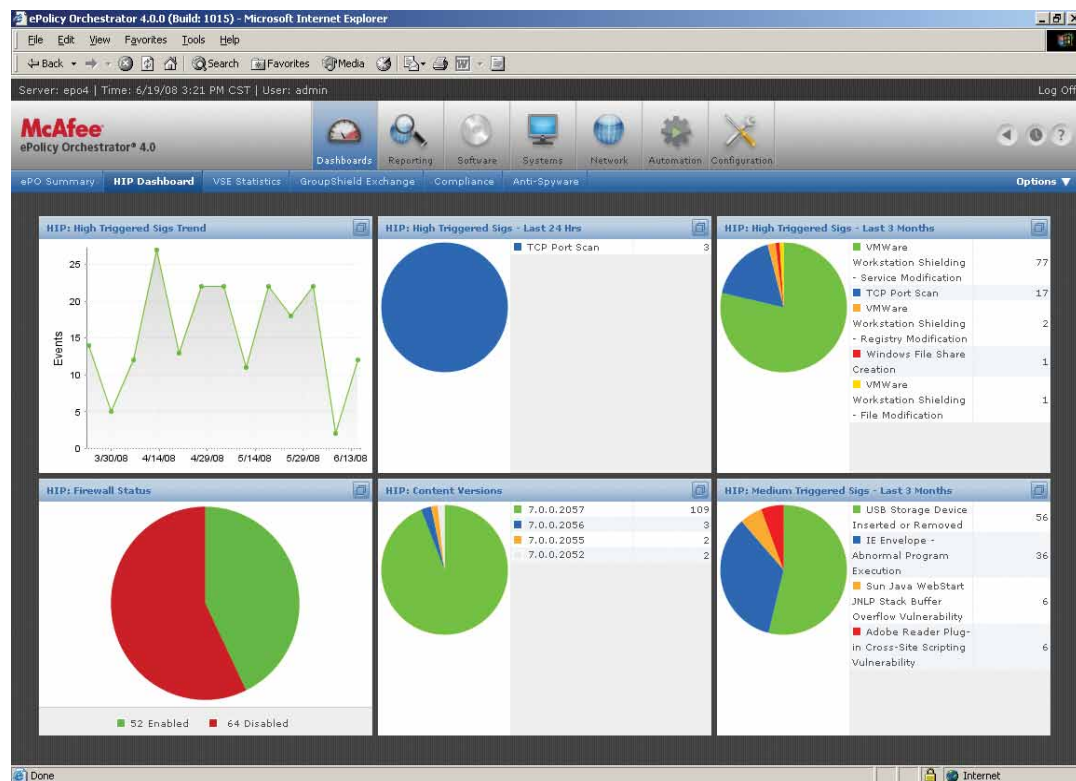 ePolicy Orchestrator 4.0.0 (Build: 1015) - Microsoft Internet Explorer
File Edit View Favorites Tools Help
Back Search Favorites Media
Server: epo4 | Time: 6/19/08 3:21 PM CST | User: admin Log Off
McAfee
ePolicy Orchestrator® 4.0
Dashboards Reporting Software Systems Network Automation Configuration
ePO Summary HIP Dashboard VSE Statistics GroupShield Exchange Compliance Anti-Spyware Options
HIP: High Triggered Sigs Trend
25
20
15
10
5
0
Events
3/30/08 4/14/08 4/29/08 5/14/08 5/29/08 6/13/08
HIP: High Triggered Sigs - Last 24 Hrs
TCP Port Scan 3
HIP: High Triggered Sigs - Last 3 Months
VMWare
Workstation Shielding 77
- Service Modification
TCP Port Scan 17
VMWare
Workstation Shielding 2
- Registry Modification
Windows File Share
Creation 1
VMWare
Workstation Shielding 1
- File Modification
HIP: Firewall Status
52 Enabled 64 Disabled
HIP: Content Versions
7.0.0.2057 109
7.0.0.2056 3
7.0.0.2055 2
7.0.0.2052 2
HIP: Medium Triggered Sigs - Last 3 Months
USB Storage Device
Inserted or Removed 56
IE Envelope -
Abnormal Program 36
Execution
Sun Java WebStart
JNLP Stack Buffer 6
Overflow Vulnerability
Adobe Reader Plug-
in Cross-Site Scripting 6
Vulnerability
Done Internet